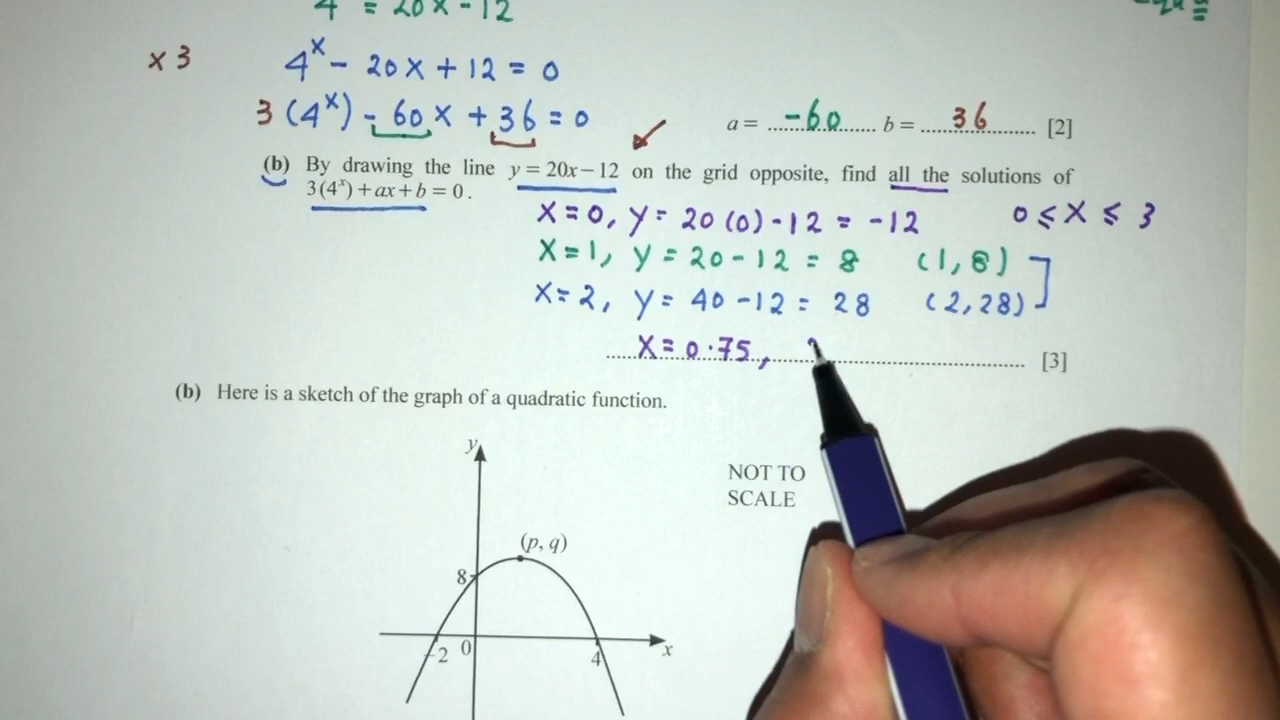 4 = 20x - 12
x 3 4ˣ - 20x + 12 = 0
3 (4ˣ) - 60x + 36 = 0
a = -60 b = 36 [2]
(b) By drawing the line y = 20x − 12 on the grid opposite, find all the solutions of
3(4ˣ) + ax + b = 0.
x = 0, y = 20 (0) - 12 = -12 0 ≤ x ≤ 3
x = 1, y = 20 - 12 = 8 (1, 8)
x = 2, y = 40 - 12 = 28 (2, 28)
x = 0.75, [3]
(b) Here is a sketch of the graph of a quadratic function.
y
NOT TO
SCALE
(p, q)
8
−2 0 4 x